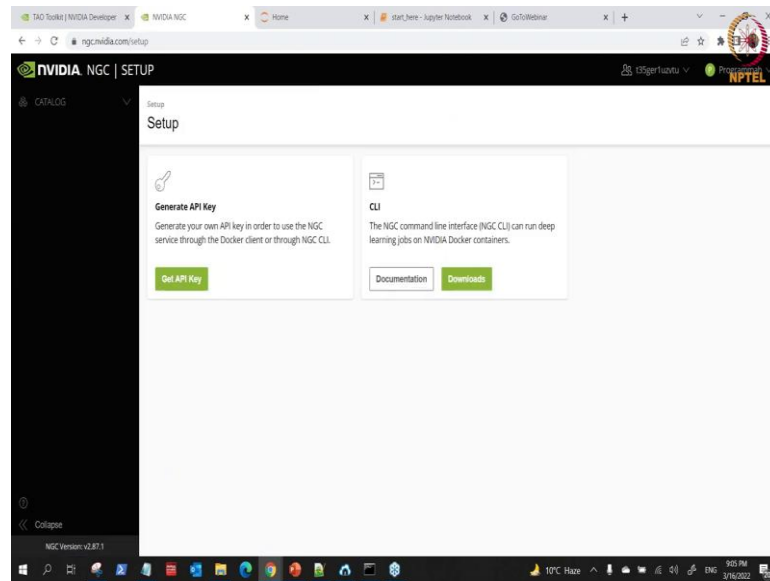 TAO Toolkit | NVIDIA Developer
NVIDIA NGC
Home
start_here - Jupyter Notebook
GoToWebinar
ngc.nvidia.com/setup
NVIDIA. NGC | SETUP
t35ger1uzvtu
P
NPTEL
CATALOG
Setup
Setup
Generate API Key
Generate your own API key in order to use the NGC
service through the Docker client or through NGC CLI.
Get API Key
CLI
The NGC command line interface (NGC CLI) can run deep
learning jobs on NVIDIA Docker containers.
Documentation
Downloads
Collapse
NGC Version: v2.87.1
10°C Haze
ENG
9:05 PM
3/16/2022